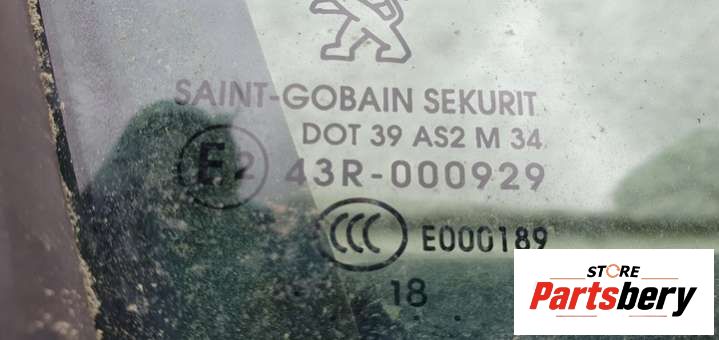 SAINT-GOBAIN SEKURIT
DOT 39 AS2 M 34
E2 43R-000929
CCC E000189
18
STORE
Partsbery